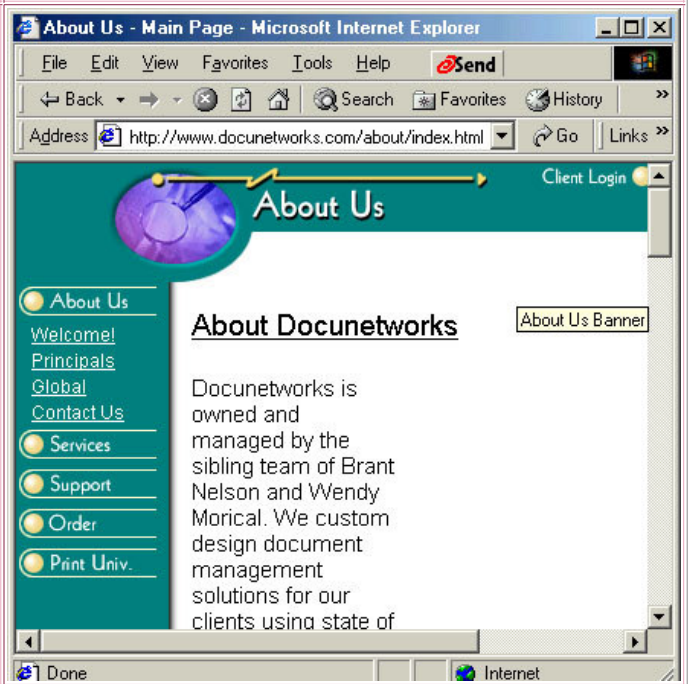 About Us - Main Page - Microsoft Internet Explorer
File Edit View Favorites Tools Help eSend
Back Search Favorites History »
Address http://www.docunetworks.com/about/index.html Go Links »
Client Login
About Us
About Us
Welcome!
Principals
Global
Contact Us
Services
Support
Order
Print Univ.
About Docunetworks
About Us Banner
Docunetworks is
owned and
managed by the
sibling team of Brant
Nelson and Wendy
Morical. We custom
design document
management
solutions for our
clients using state of
Done Internet